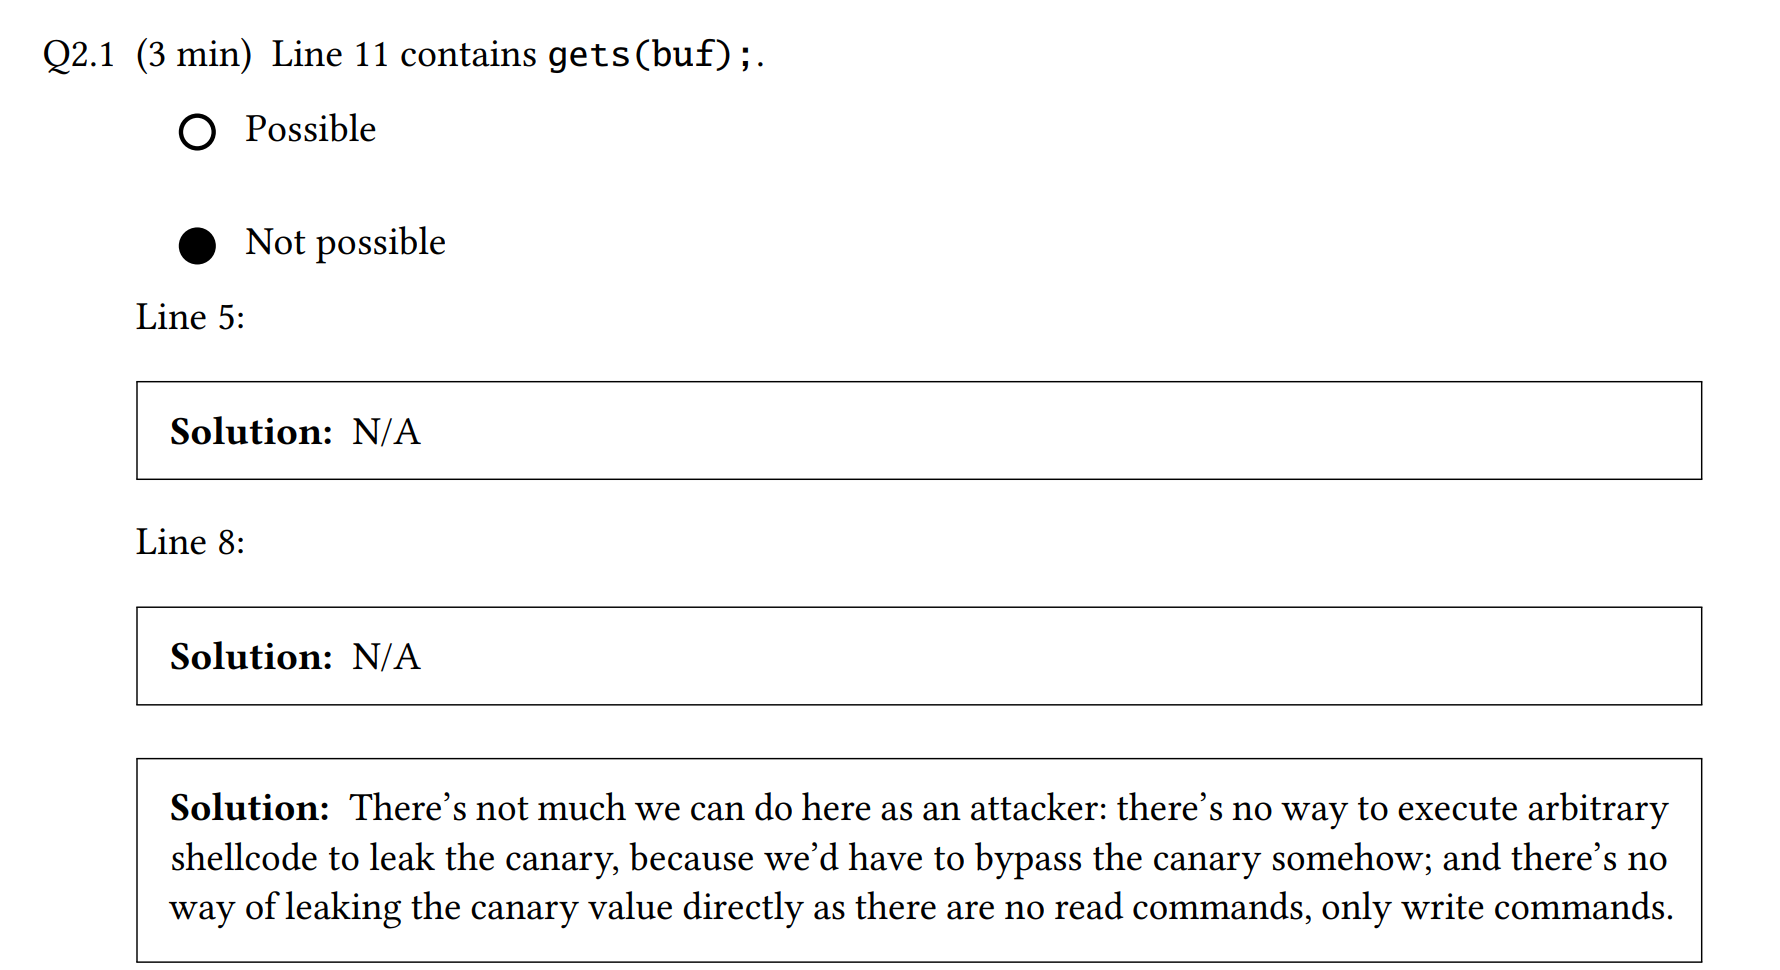 Q2.1 (3 min) Line 11 contains gets(buf);.
Possible
Not possible
Line 5:
Solution: N/A
Line 8:
Solution: N/A
Solution: There’s not much we can do here as an attacker: there’s no way to execute arbitrary
shellcode to leak the canary, because we’d have to bypass the canary somehow; and there’s no
way of leaking the canary value directly as there are no read commands, only write commands.